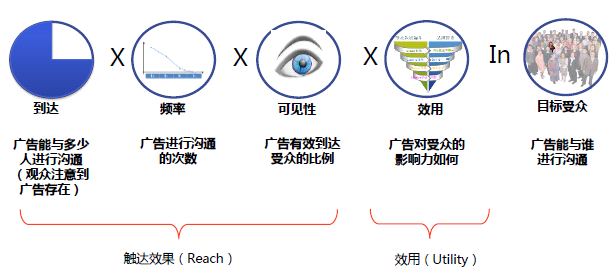 X
X
X
In
到达
频率
可见性
效用
目标受众
广告能与多少
人进行沟通
（观众注意到
广告存在）
广告进行沟通
的次数
广告有效到达
受众的比例
广告对受众的
影响力如何
广告能与谁
进行沟通
触达效果（Reach）
效用（Utility）